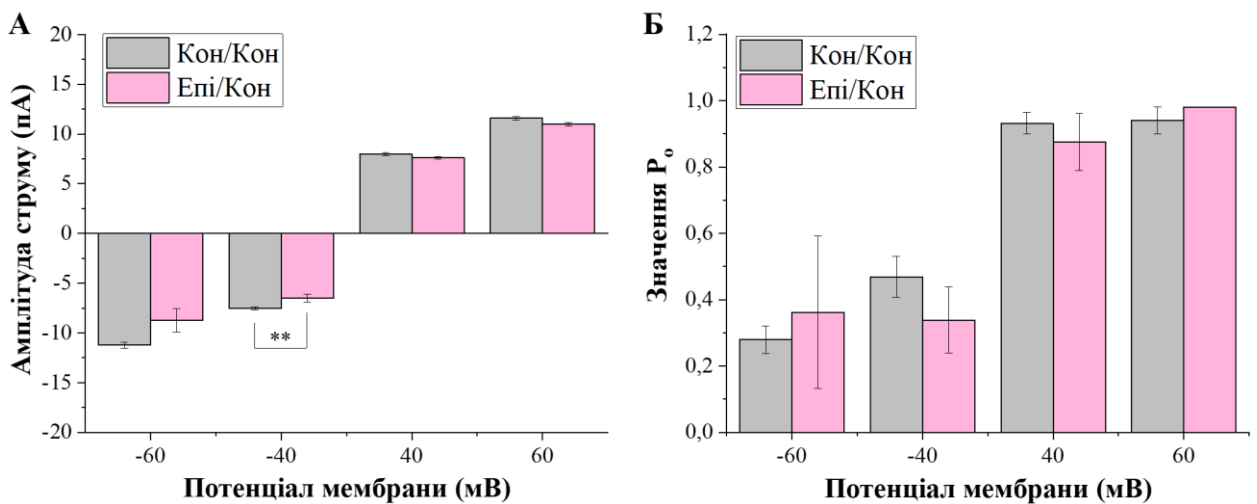 А
Амплітуда струму (пА)
20
15
10
5
0
-5
-10
-15
-20
Кон/Кон
Епі/Кон
**
-60
-40
40
60
Потенціал мембрани (мВ)
Б
Значення Pₒ
1,2
1,0
0,8
0,6
0,4
0,2
0,0
Кон/Кон
Епі/Кон
-60
-40
40
60
Потенціал мембрани (мВ)